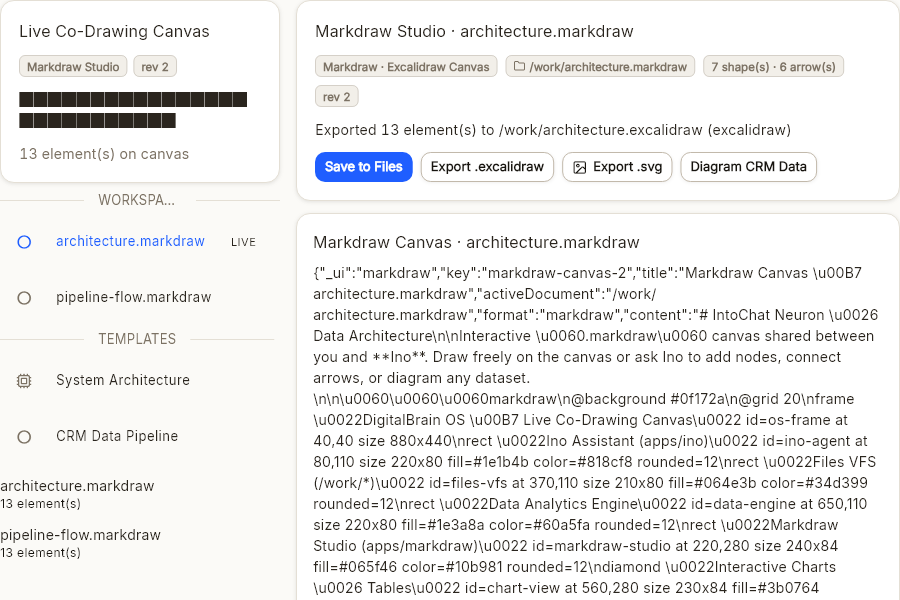 Live Co-Drawing Canvas
Markdraw Studio
rev 2
13 element(s) on canvas
WORKSPA...
architecture.markdraw
LIVE
pipeline-flow.markdraw
TEMPLATES
System Architecture
CRM Data Pipeline
architecture.markdraw
13 element(s)
pipeline-flow.markdraw
13 element(s)
Markdraw Studio · architecture.markdraw
Markdraw · Excalidraw Canvas
/work/architecture.markdraw
7 shape(s) · 6 arrow(s)
rev 2
Exported 13 element(s) to /work/architecture.excalidraw (excalidraw)
Save to Files
Export .excalidraw
Export .svg
Diagram CRM Data
Markdraw Canvas · architecture.markdraw
{"_ui":"markdraw","key":"markdraw-canvas-2","title":"Markdraw Canvas \u00B7
architecture.markdraw","activeDocument":"/work/
architecture.markdraw","format":"markdraw","content":"# IntoChat Neuron \u0026
Data Architecture\n\nInteractive \u0060.markdraw\u0060 canvas shared between
you and **Ino**. Draw freely on the canvas or ask Ino to add nodes, connect
arrows, or diagram any dataset.
\n\n\u0060\u0060\u0060markdraw\n@background #0f172a\n@grid 20\nframe
\u0022DigitalBrain OS \u00B7 Live Co-Drawing Canvas\u0022 id=os-frame at
40,40 size 880x440\nrect \u0022Ino Assistant (apps/ino)\u0022 id=ino-agent at
80,110 size 220x80 fill=#1e1b4b color=#818cf8 rounded=12\nrect \u0022Files VFS
(/work/*)\u0022 id=files-vfs at 370,110 size 210x80 fill=#064e3b color=#34d399
rounded=12\nrect \u0022Data Analytics Engine\u0022 id=data-engine at 650,110
size 220x80 fill=#1e3a8a color=#60a5fa rounded=12\nrect \u0022Markdraw
Studio (apps/markdraw)\u0022 id=markdraw-studio at 220,280 size 240x84
fill=#065f46 color=#10b981 rounded=12\ndiamond \u0022Interactive Charts
\u0026 Tables\u0022 id=chart-view at 560,280 size 230x84 fill=#3b0764